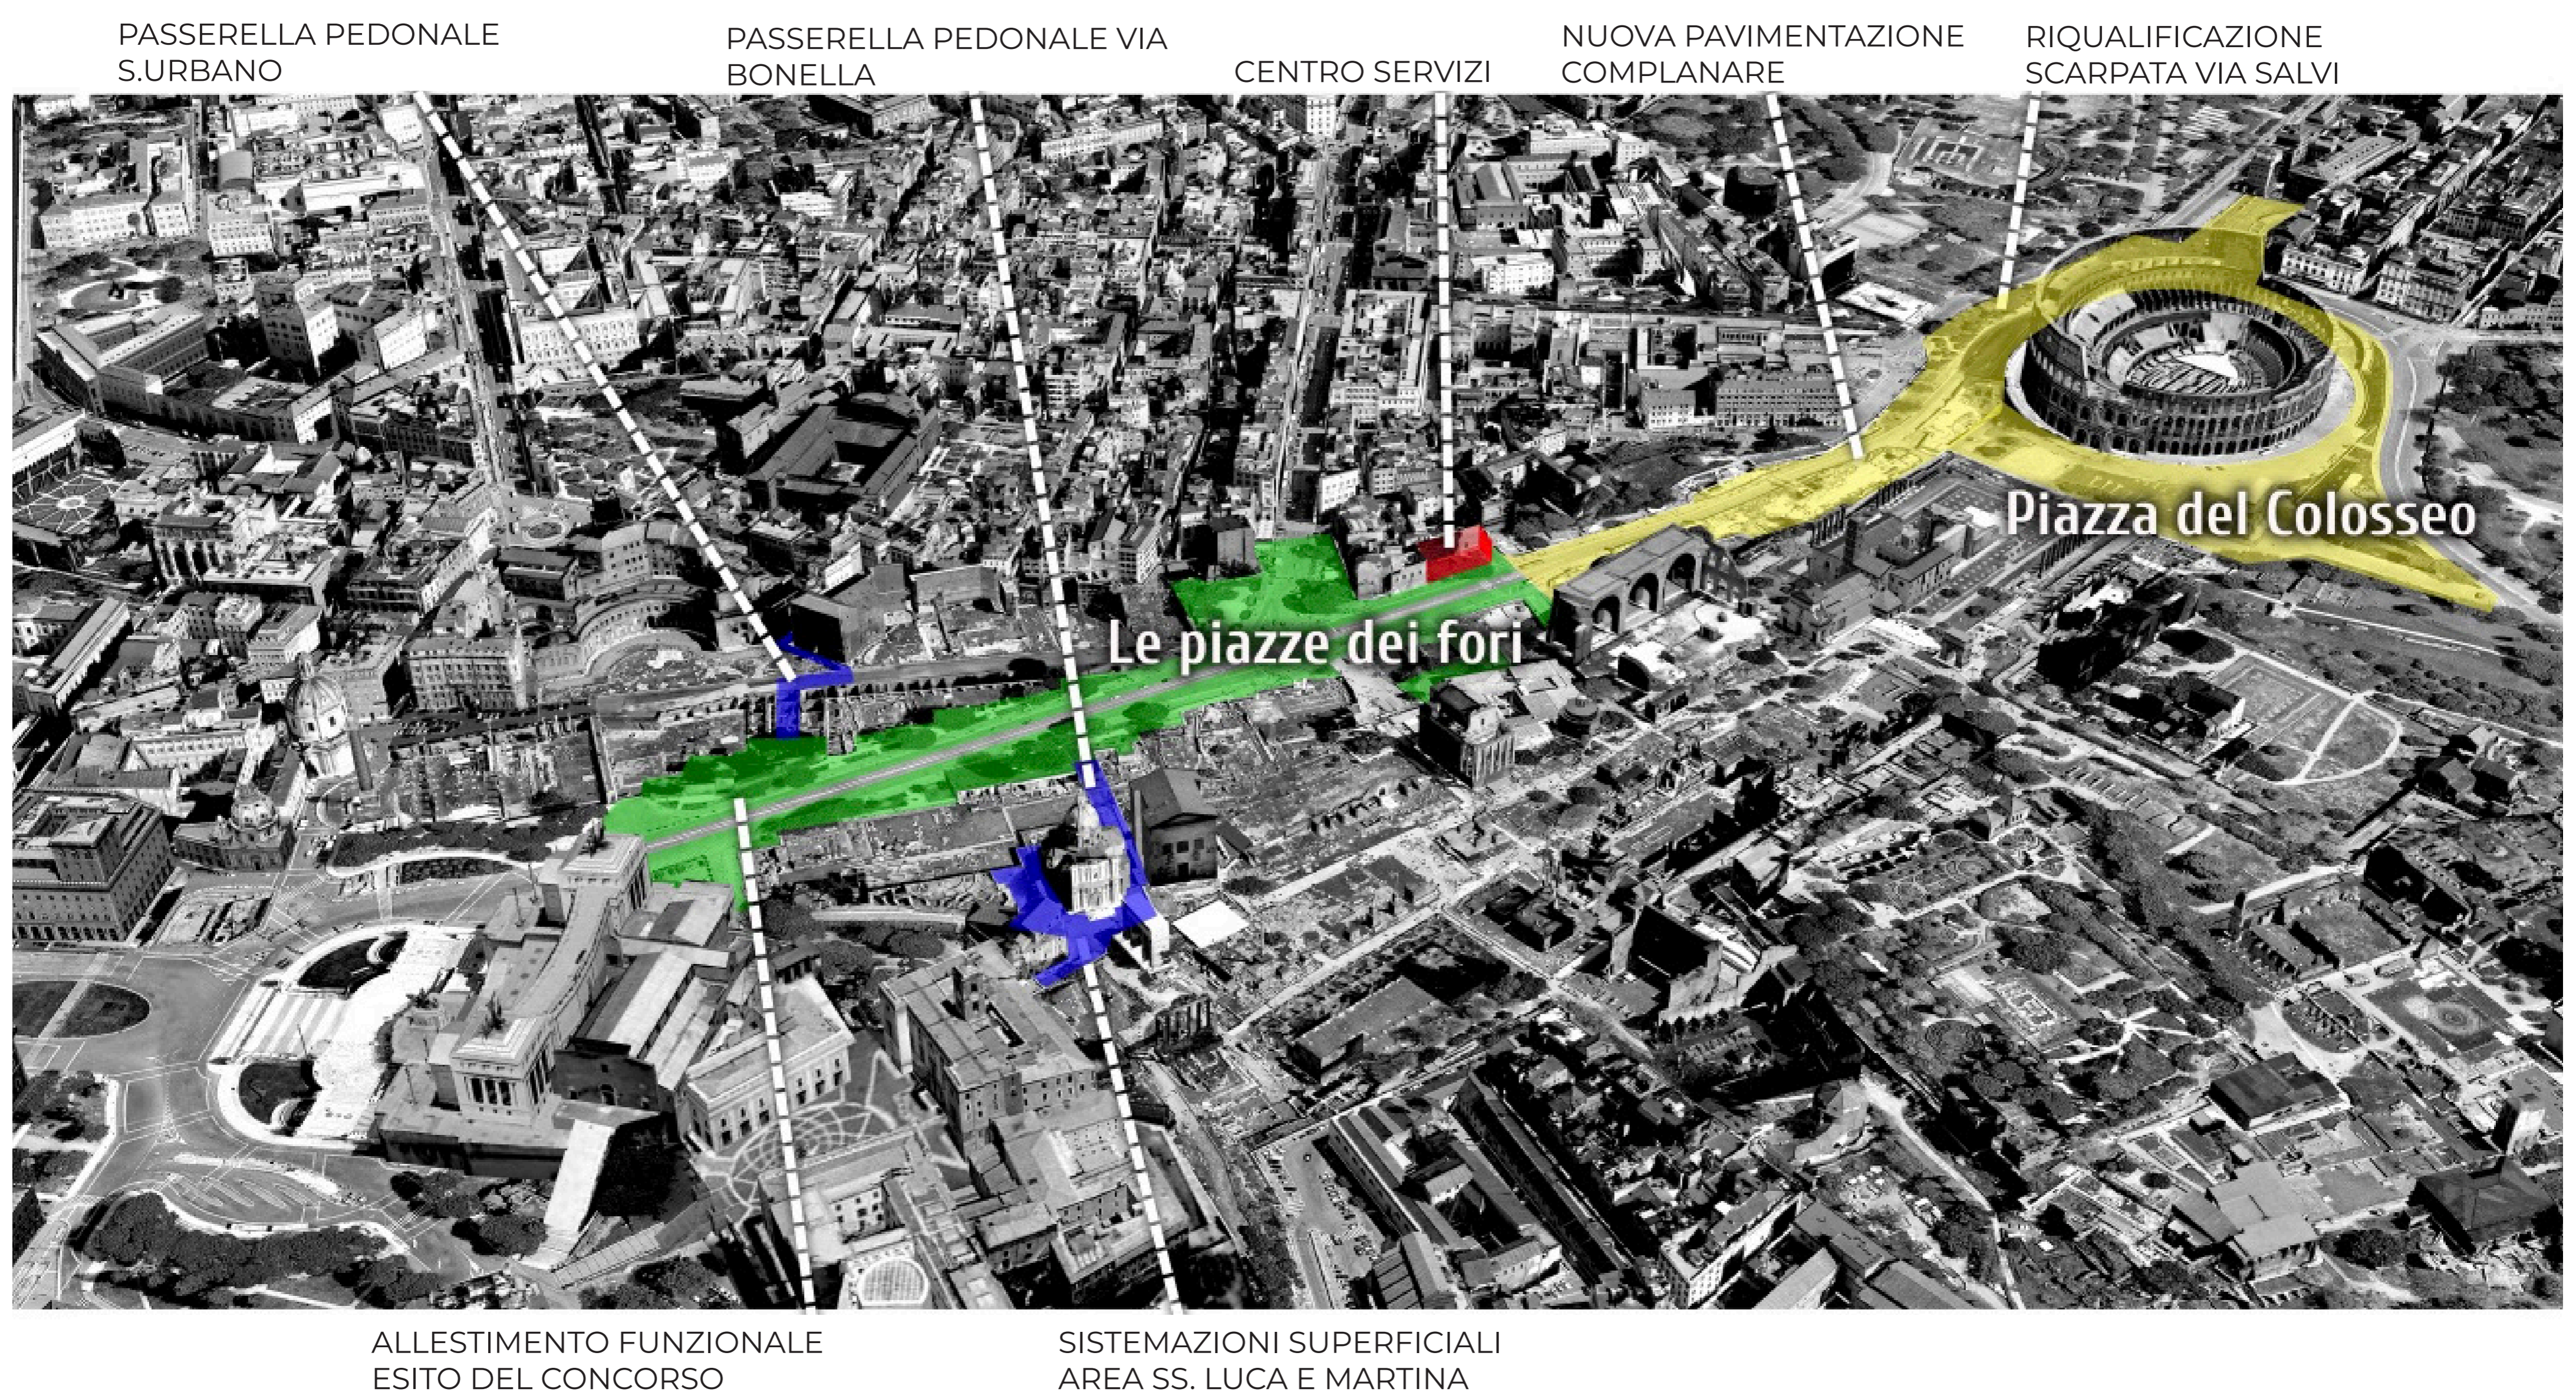 PASSERELLA PEDONALE
S.URBANO
PASSERELLA PEDONALE VIA
BONELLA
CENTRO SERVIZI
NUOVA PAVIMENTAZIONE
COMPLANARE
RIQUALIFICAZIONE
SCARPATA VIA SALVI
Piazza del Colosseo
Le piazze dei fori
ALLESTIMENTO FUNZIONALE
ESITO DEL CONCORSO
SISTEMAZIONI SUPERFICIALI
AREA SS. LUCA E MARTINA